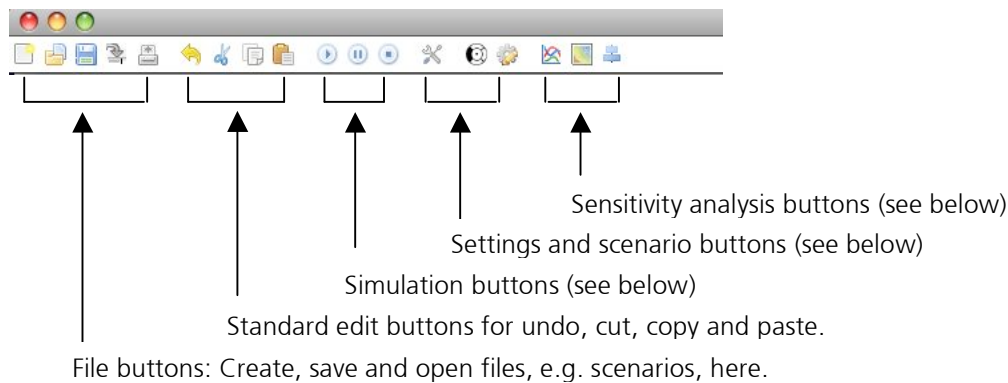 Sensitivity analysis buttons (see below)
Settings and scenario buttons (see below)
Simulation buttons (see below)
Standard edit buttons for undo, cut, copy and paste.
File buttons: Create, save and open files, e.g. scenarios, here.